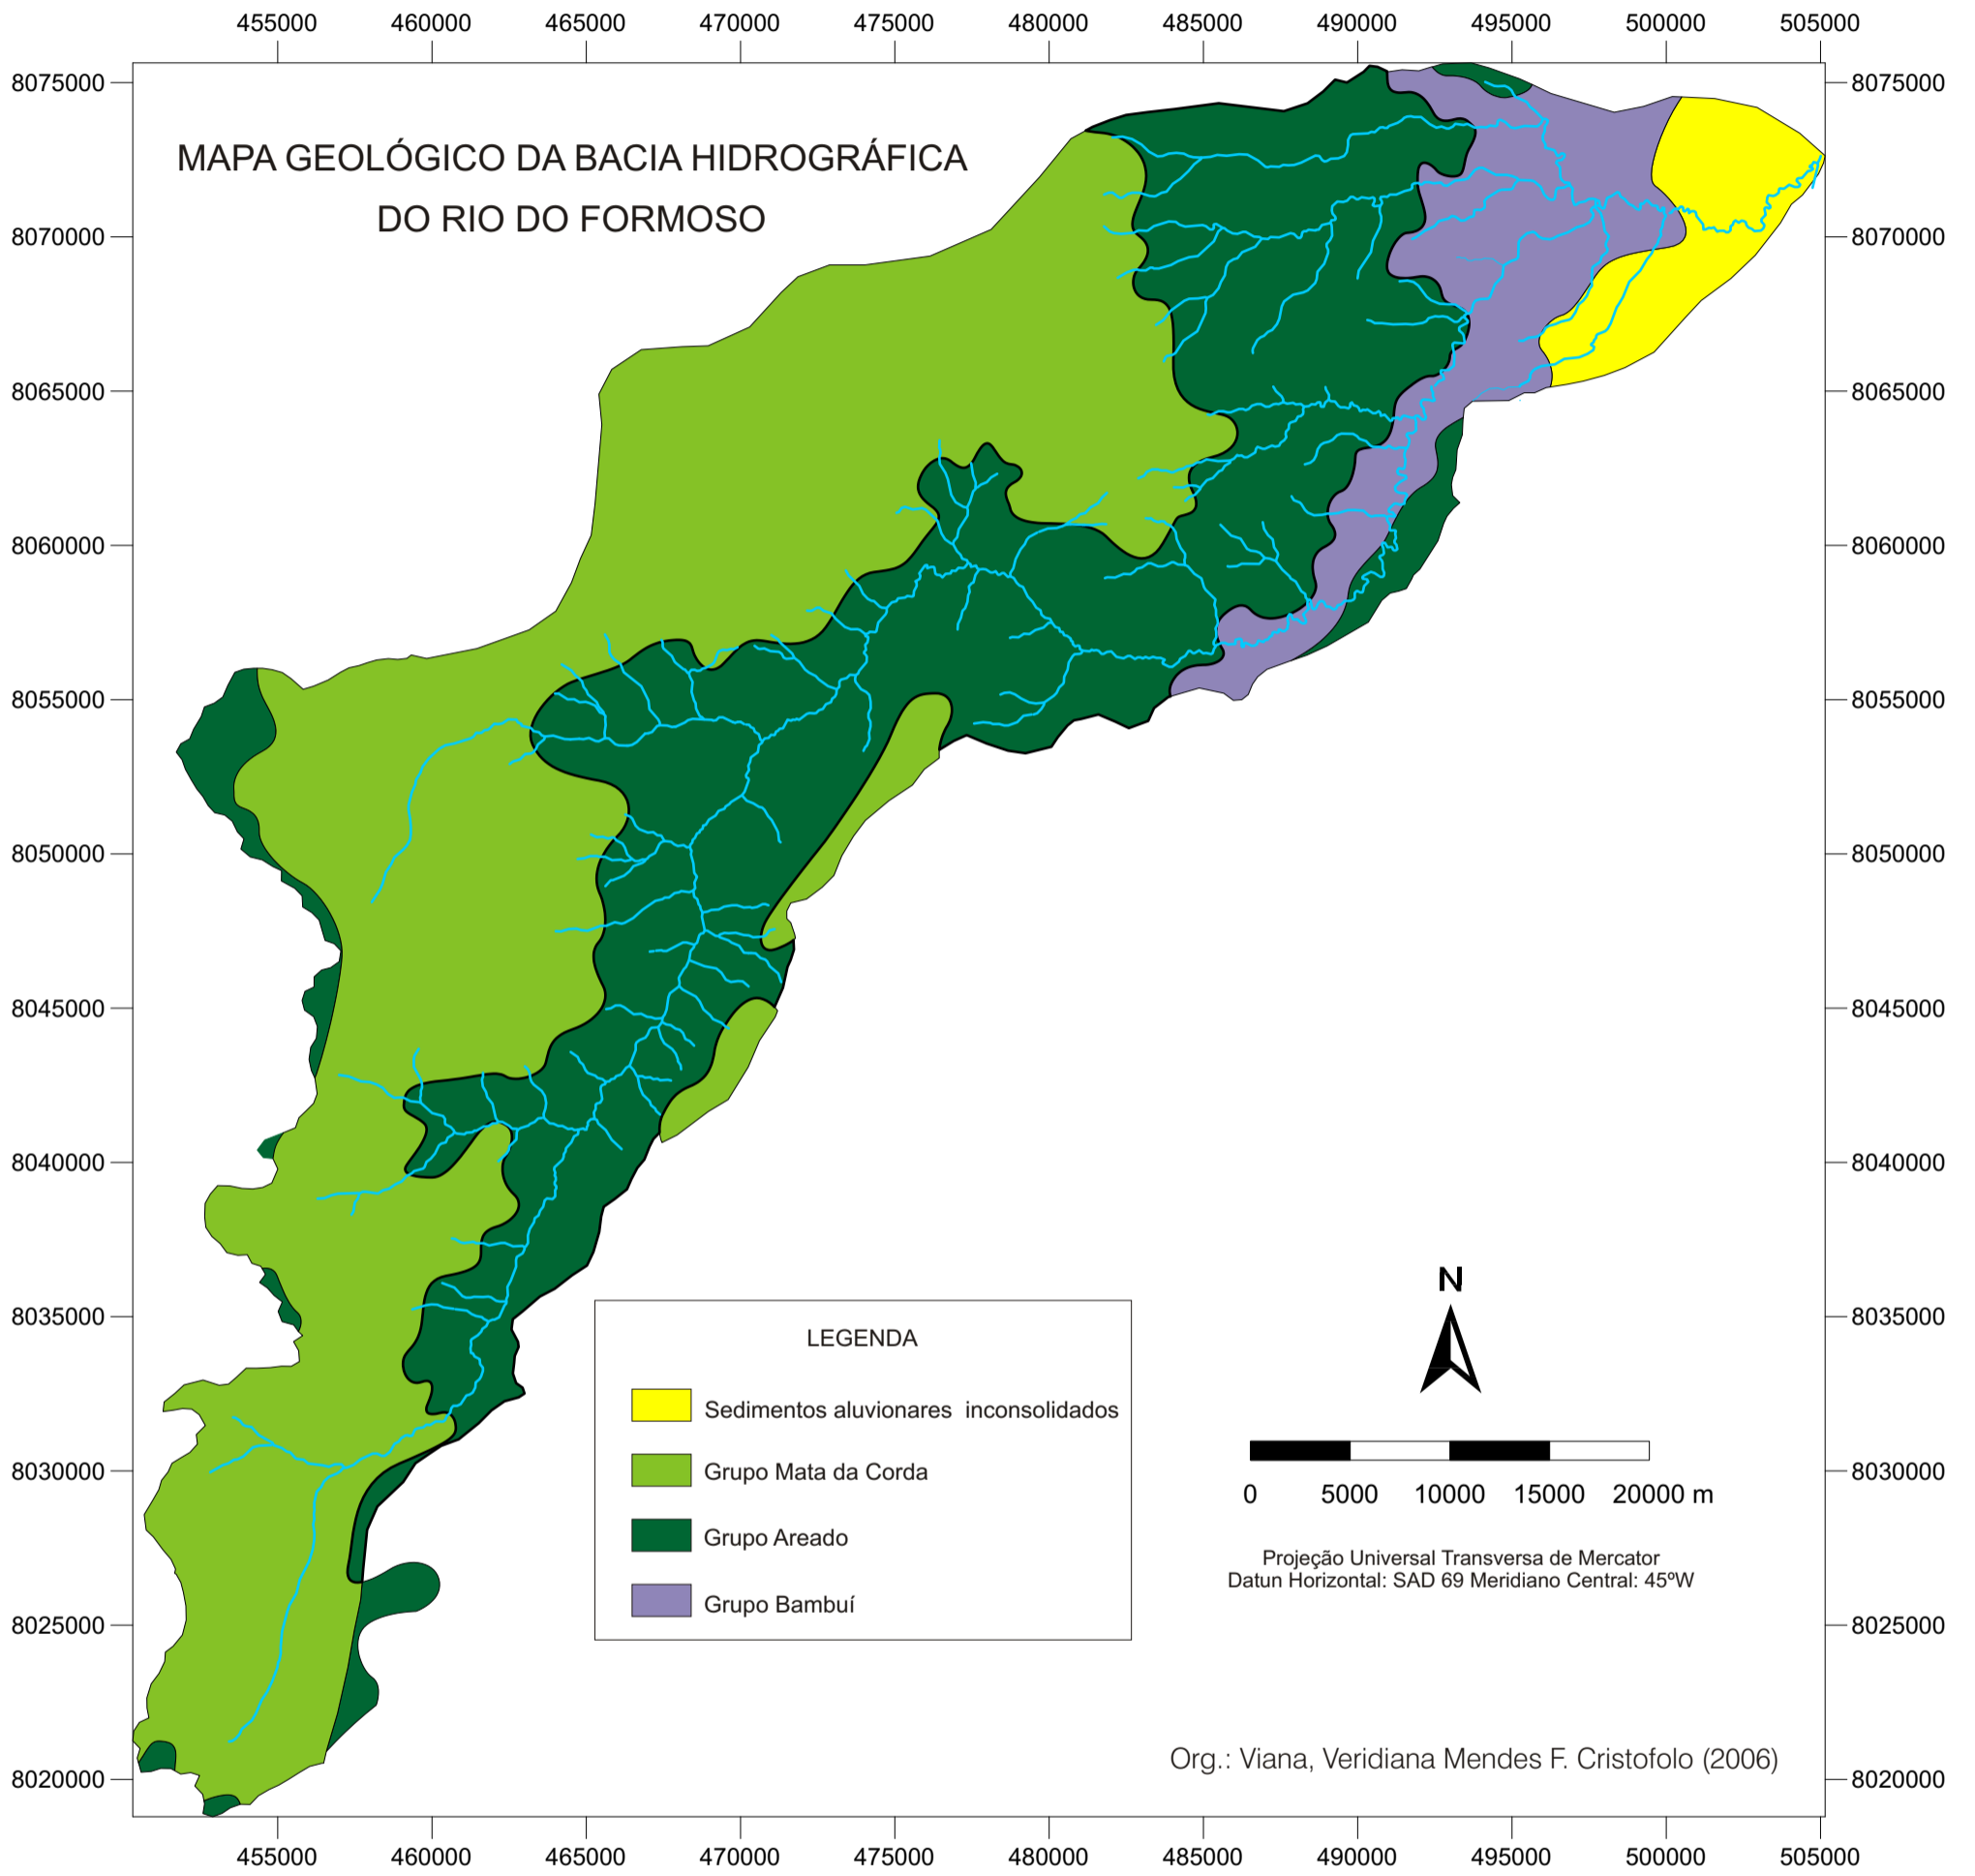 455000 460000 465000 470000 475000 480000 485000 490000 495000 500000 505000
8075000 8075000
MAPA GEOLÓGICO DA BACIA HIDROGRÁFICA
DO RIO DO FORMOSO
8070000 8070000
8065000 8065000
8060000 8060000
8055000 8055000
8050000 8050000
8045000 8045000
8040000 8040000
8035000 8035000
8030000 8030000
8025000 8025000
8020000 8020000
LEGENDA
Sedimentos aluvionares inconsolidados
Grupo Mata da Corda
Grupo Areado
Grupo Bambuí
N
0 5000 10000 15000 20000 m
Projeção Universal Transversa de Mercator
Datun Horizontal: SAD 69 Meridiano Central: 45ºW
Org.: Viana, Veridiana Mendes F. Cristofolo (2006)
455000 460000 465000 470000 475000 480000 485000 490000 495000 500000 505000